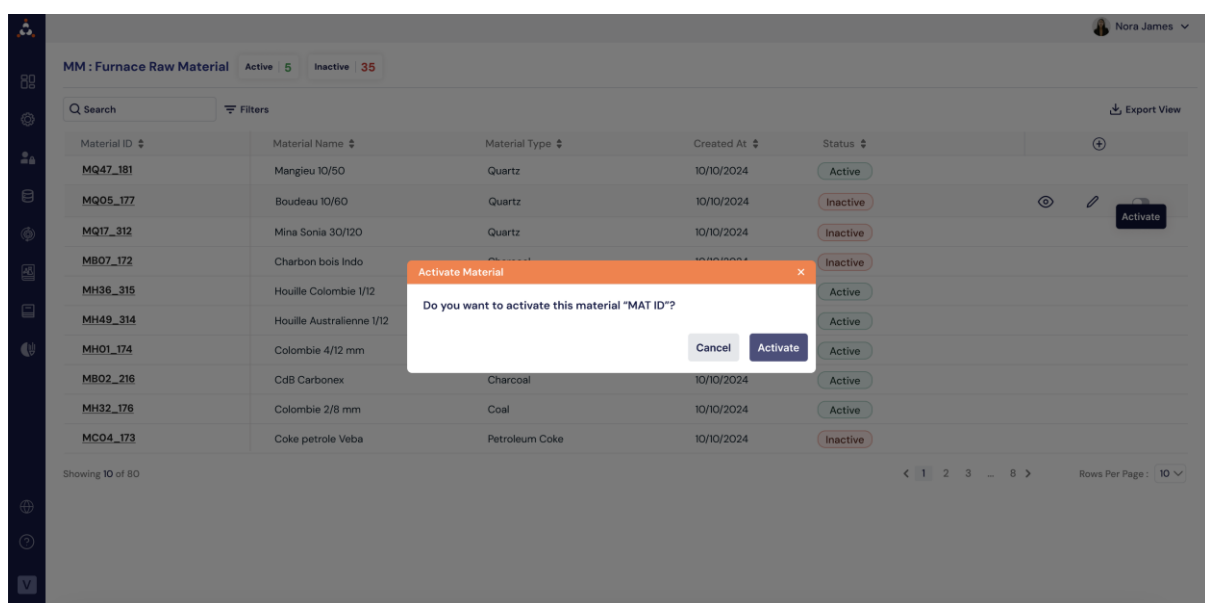 Nora James
MM : Furnace Raw Material Active 5 Inactive 35
Search Filters Export View
Material ID Material Name Material Type Created At Status
MQ47_181 Mangieu 10/50 Quartz 10/10/2024 Active
MQ05_177 Boudeau 10/60 Quartz 10/10/2024 Inactive
Activate
MQ17_312 Mina Sonia 30/120 Quartz 10/10/2024 Inactive
MB07_172 Charbon bois Indo Charcoal 10/10/2024 Inactive
Activate Material
MH36_315 Houille Colombie 1/12 Active
Do you want to activate this material “MAT ID”?
MH49_314 Houille Australienne 1/12 Active
MH01_174 Colombie 4/12 mm Cancel Activate Active
MB02_216 CdB Carbonex Charcoal 10/10/2024 Active
MH32_176 Colombie 2/8 mm Coal 10/10/2024 Active
MC04_173 Coke petrole Veba Petroleum Coke 10/10/2024 Inactive
Showing 10 of 80 1 2 3 ... 8 Rows Per Page : 10
V